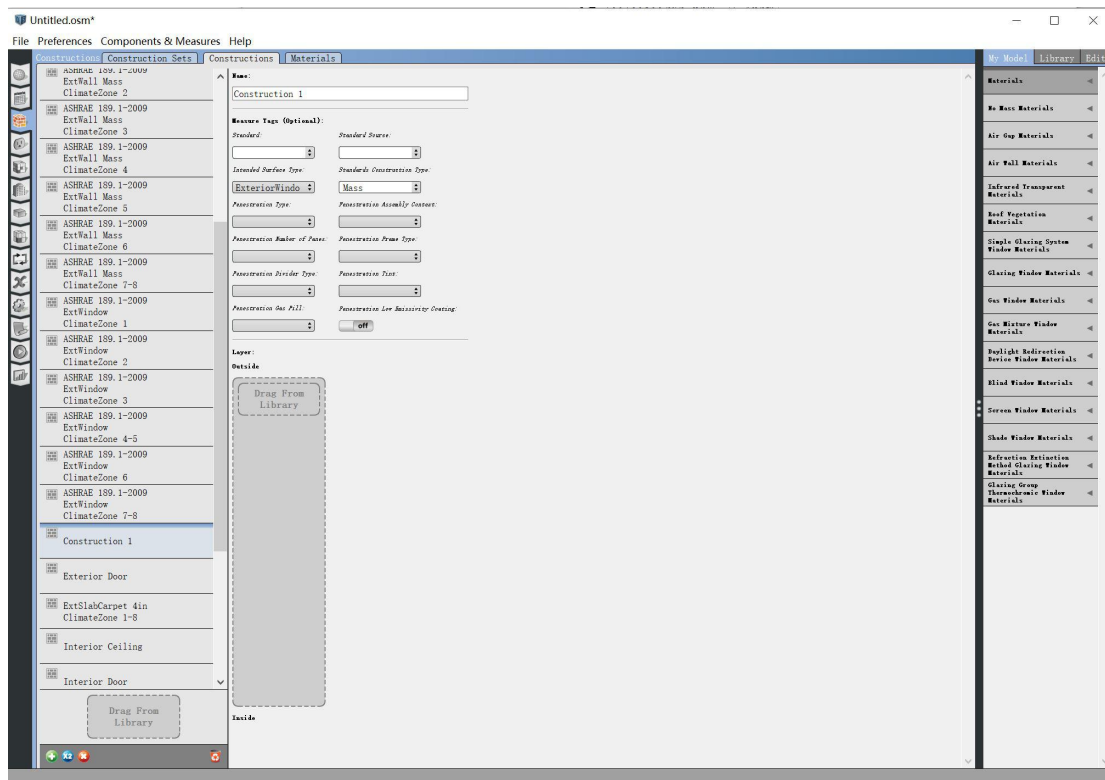 Untitled.osm*
File Preferences Components & Measures Help
Constructions Construction Sets Constructions Materials
My Model Library Edit
ASHRAE 189.1-2009
ExtWall Mass
ClimateZone 2
ASHRAE 189.1-2009
ExtWall Mass
ClimateZone 3
ASHRAE 189.1-2009
ExtWall Mass
ClimateZone 4
ASHRAE 189.1-2009
ExtWall Mass
ClimateZone 5
ASHRAE 189.1-2009
ExtWall Mass
ClimateZone 6
ASHRAE 189.1-2009
ExtWall Mass
ClimateZone 7-8
ASHRAE 189.1-2009
ExtWindow
ClimateZone 1
ASHRAE 189.1-2009
ExtWindow
ClimateZone 2
ASHRAE 189.1-2009
ExtWindow
ClimateZone 3
ASHRAE 189.1-2009
ExtWindow
ClimateZone 4-5
ASHRAE 189.1-2009
ExtWindow
ClimateZone 6
ASHRAE 189.1-2009
ExtWindow
ClimateZone 7-8
Construction 1
Exterior Door
ExtSlabCarpet 4in
ClimateZone 1-8
Interior Ceiling
Interior Door
Drag From
Library
X2
Name:
Construction 1
Measure Tags (Optional):
Standard: Standard Source:
Intended Surface Type: Standards Construction Type:
ExteriorWindo Mass
Fenestration Type: Fenestration Assembly Context:
Fenestration Number of Panes: Fenestration Frame Type:
Fenestration Divider Type: Fenestration Tint:
Fenestration Gas Fill: Fenestration Low Emissivity Coating:
off
Layer:
Outside
Drag From
Library
Inside
Materials
No Mass Materials
Air Gap Materials
Air Wall Materials
Infrared Transparent
Materials
Roof Vegetation
Materials
Simple Glazing System
Window Materials
Glazing Window Materials
Gas Window Materials
Gas Mixture Window
Materials
Daylight Redirection
Device Window Materials
Blind Window Materials
Screen Window Materials
Shade Window Materials
Refraction Extinction
Method Glazing Window
Materials
Glazing Group
Thermochromic Window
Materials